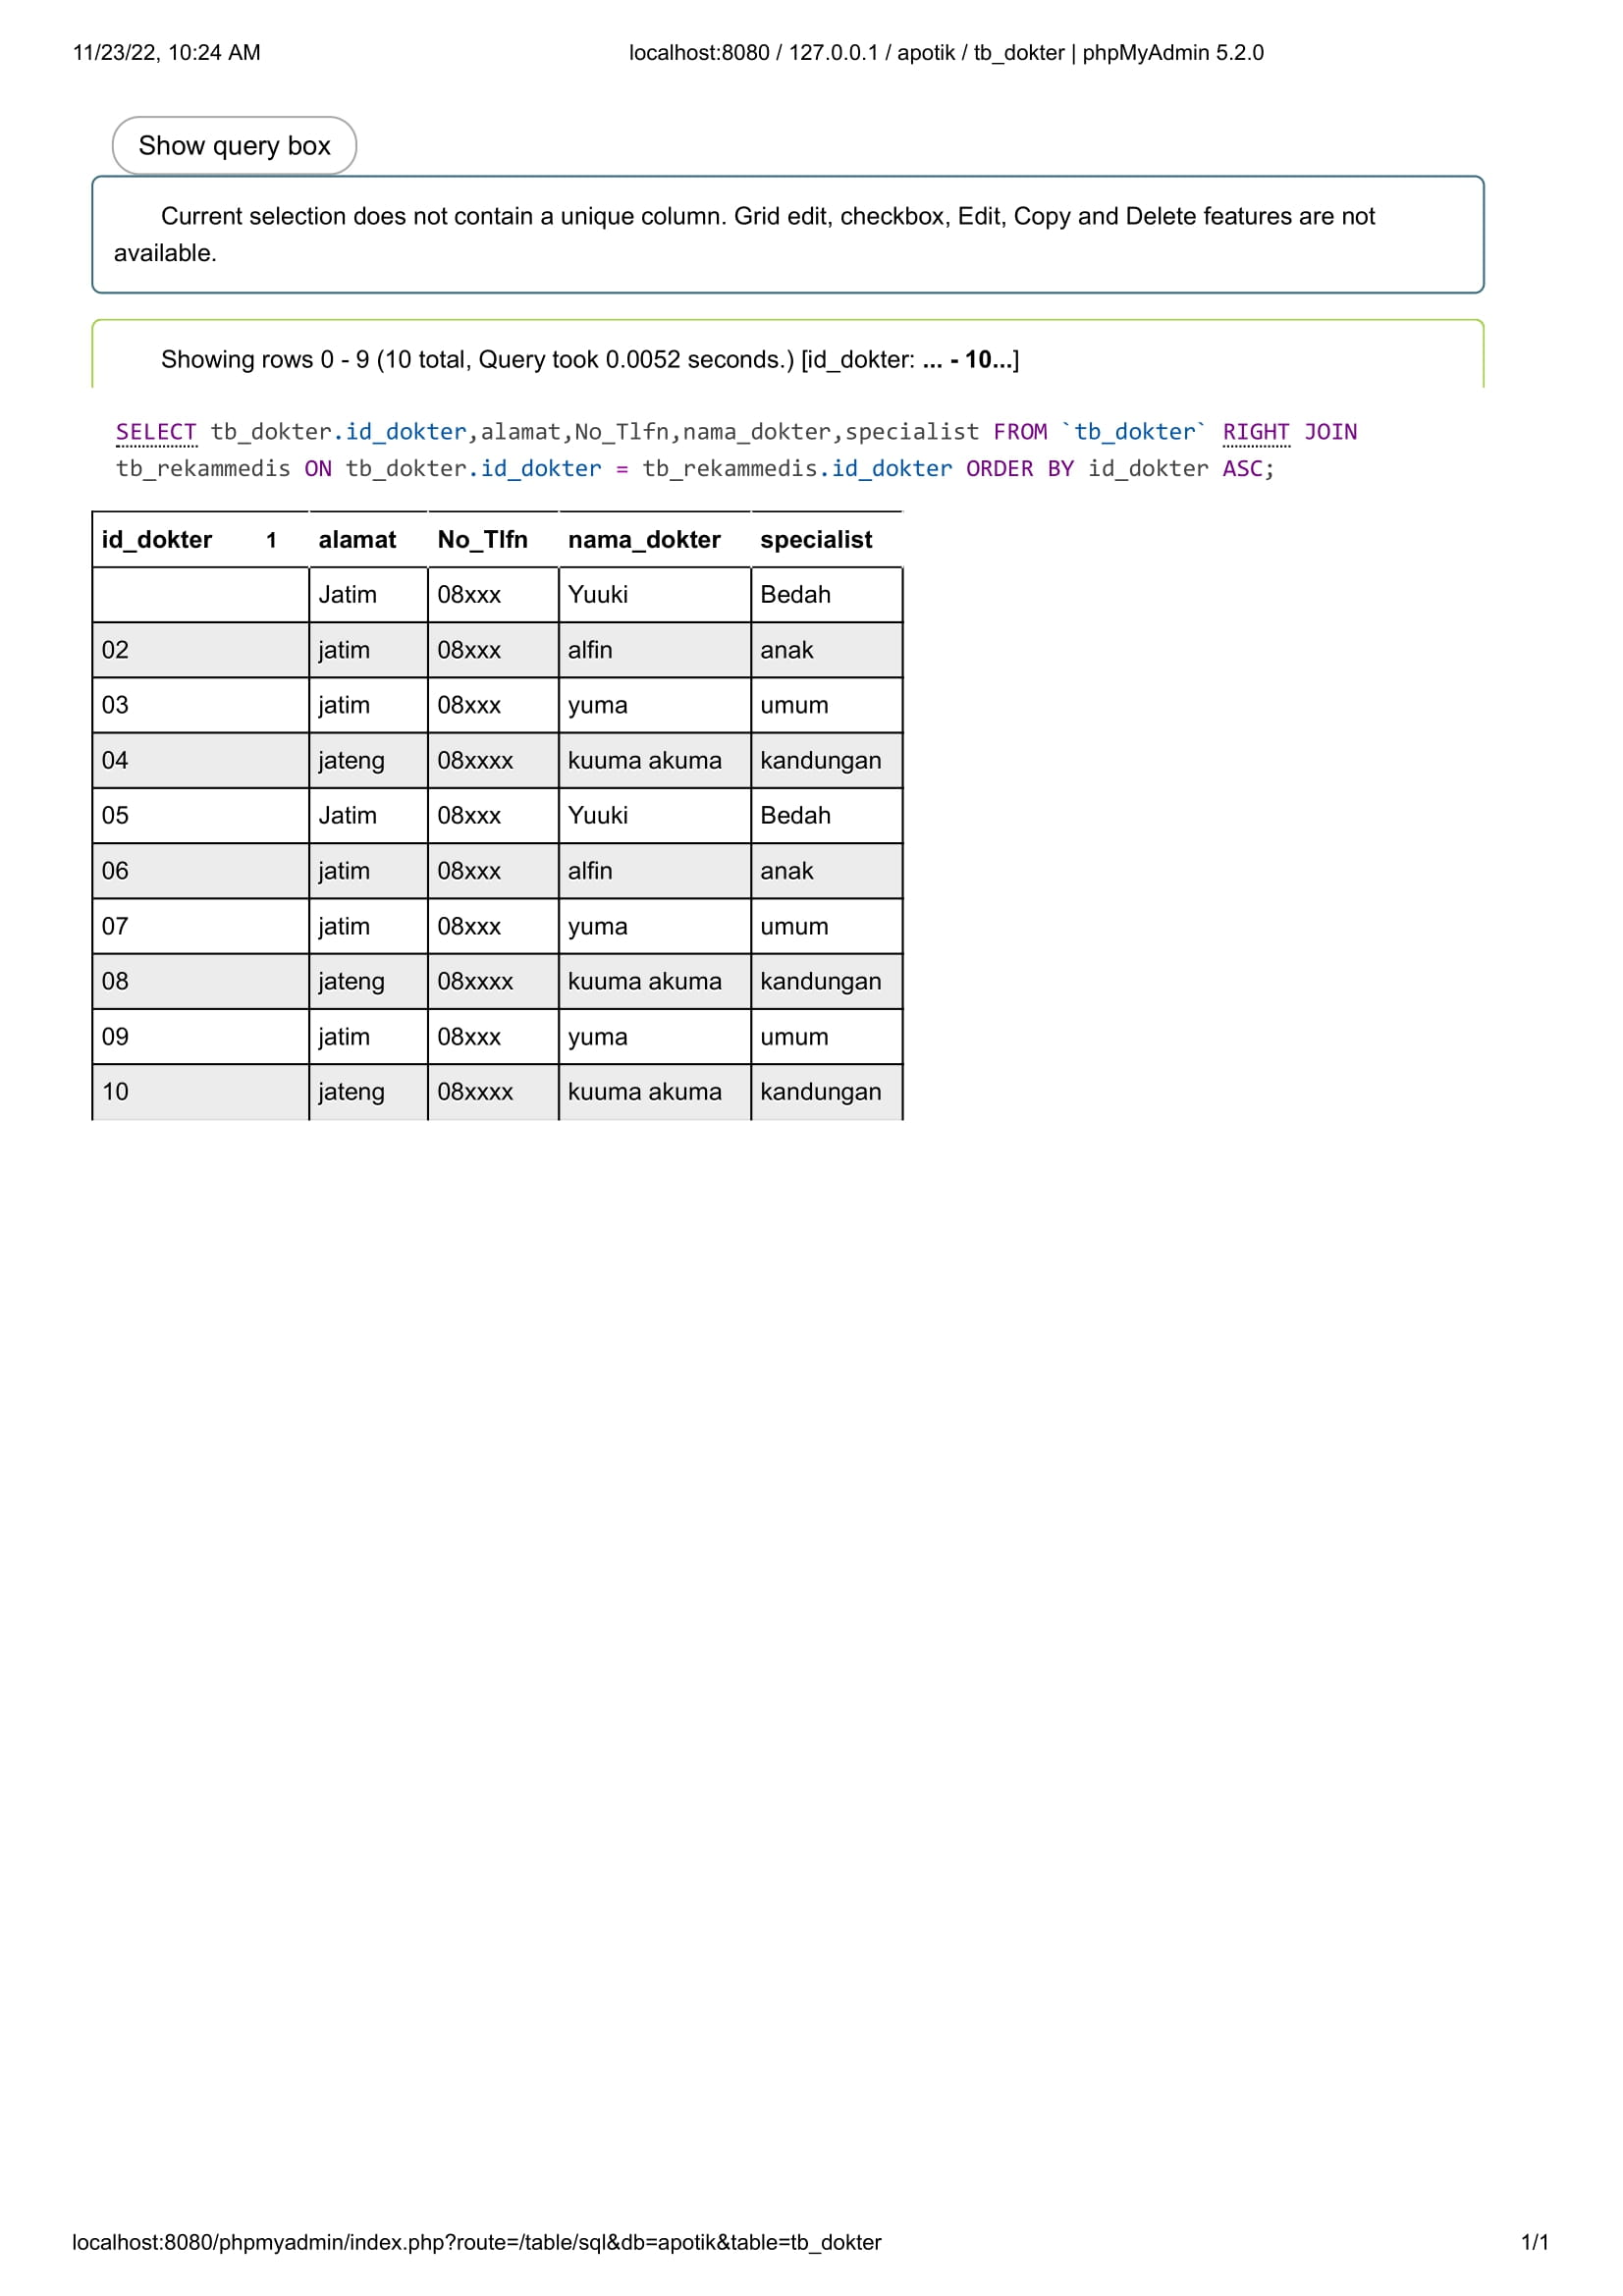 11/23/22, 10:24 AM localhost:8080 / 127.0.0.1 / apotik / tb_dokter | phpMyAdmin 5.2.0
Show query box
Current selection does not contain a unique column. Grid edit, checkbox, Edit, Copy and Delete features are not
available.
Showing rows 0 - 9 (10 total, Query took 0.0052 seconds.) [id_dokter: ... - 10...]
SELECT tb_dokter.id_dokter,alamat,No_Tlfn,nama_dokter,specialist FROM `tb_dokter` RIGHT JOIN
tb_rekammedis ON tb_dokter.id_dokter = tb_rekammedis.id_dokter ORDER BY id_dokter ASC;
id_dokter 1 alamat No_Tlfn nama_dokter specialist
Jatim 08xxx Yuuki Bedah
02 jatim 08xxx alfin anak
03 jatim 08xxx yuma umum
04 jateng 08xxxx kuuma akuma kandungan
05 Jatim 08xxx Yuuki Bedah
06 jatim 08xxx alfin anak
07 jatim 08xxx yuma umum
08 jateng 08xxxx kuuma akuma kandungan
09 jatim 08xxx yuma umum
10 jateng 08xxxx kuuma akuma kandungan
localhost:8080/phpmyadmin/index.php?route=/table/sql&db=apotik&table=tb_dokter 1/1